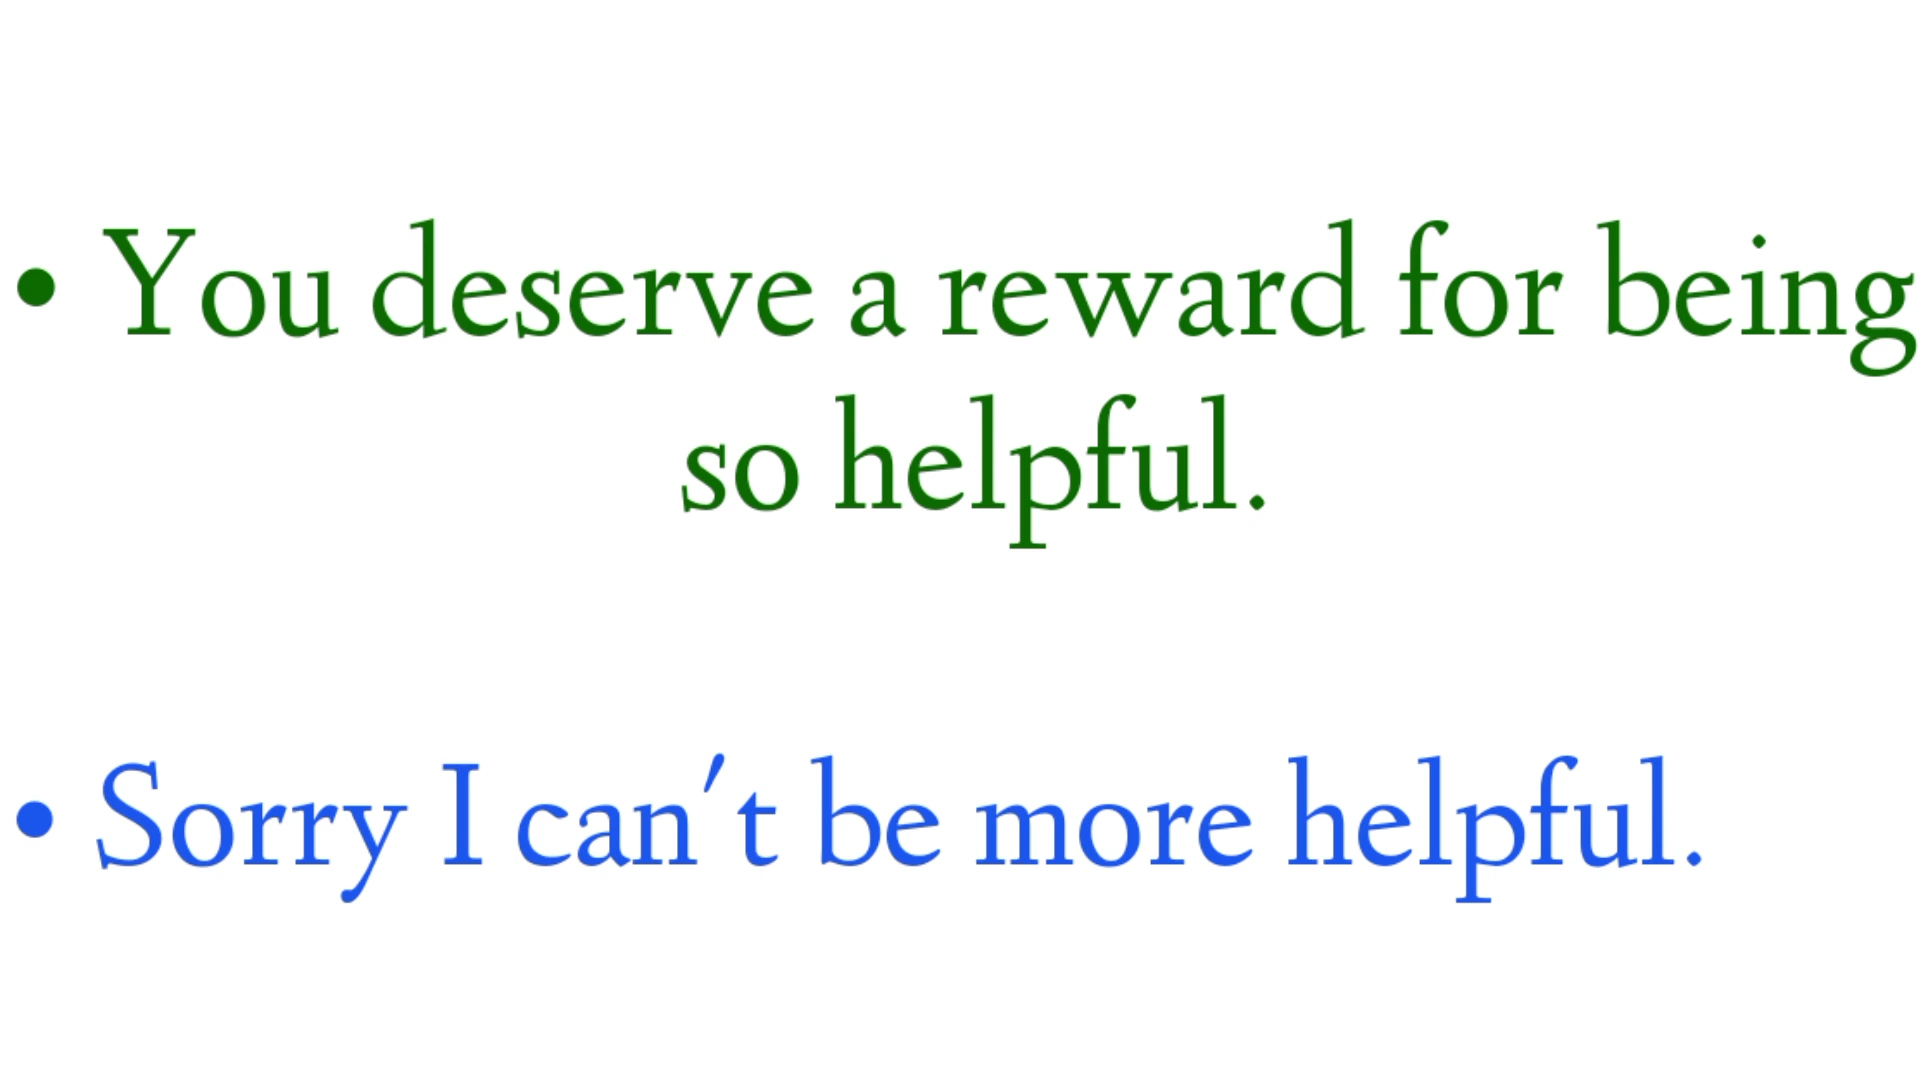 • You deserve a reward for being
so helpful.
• Sorry I can't be more helpful.